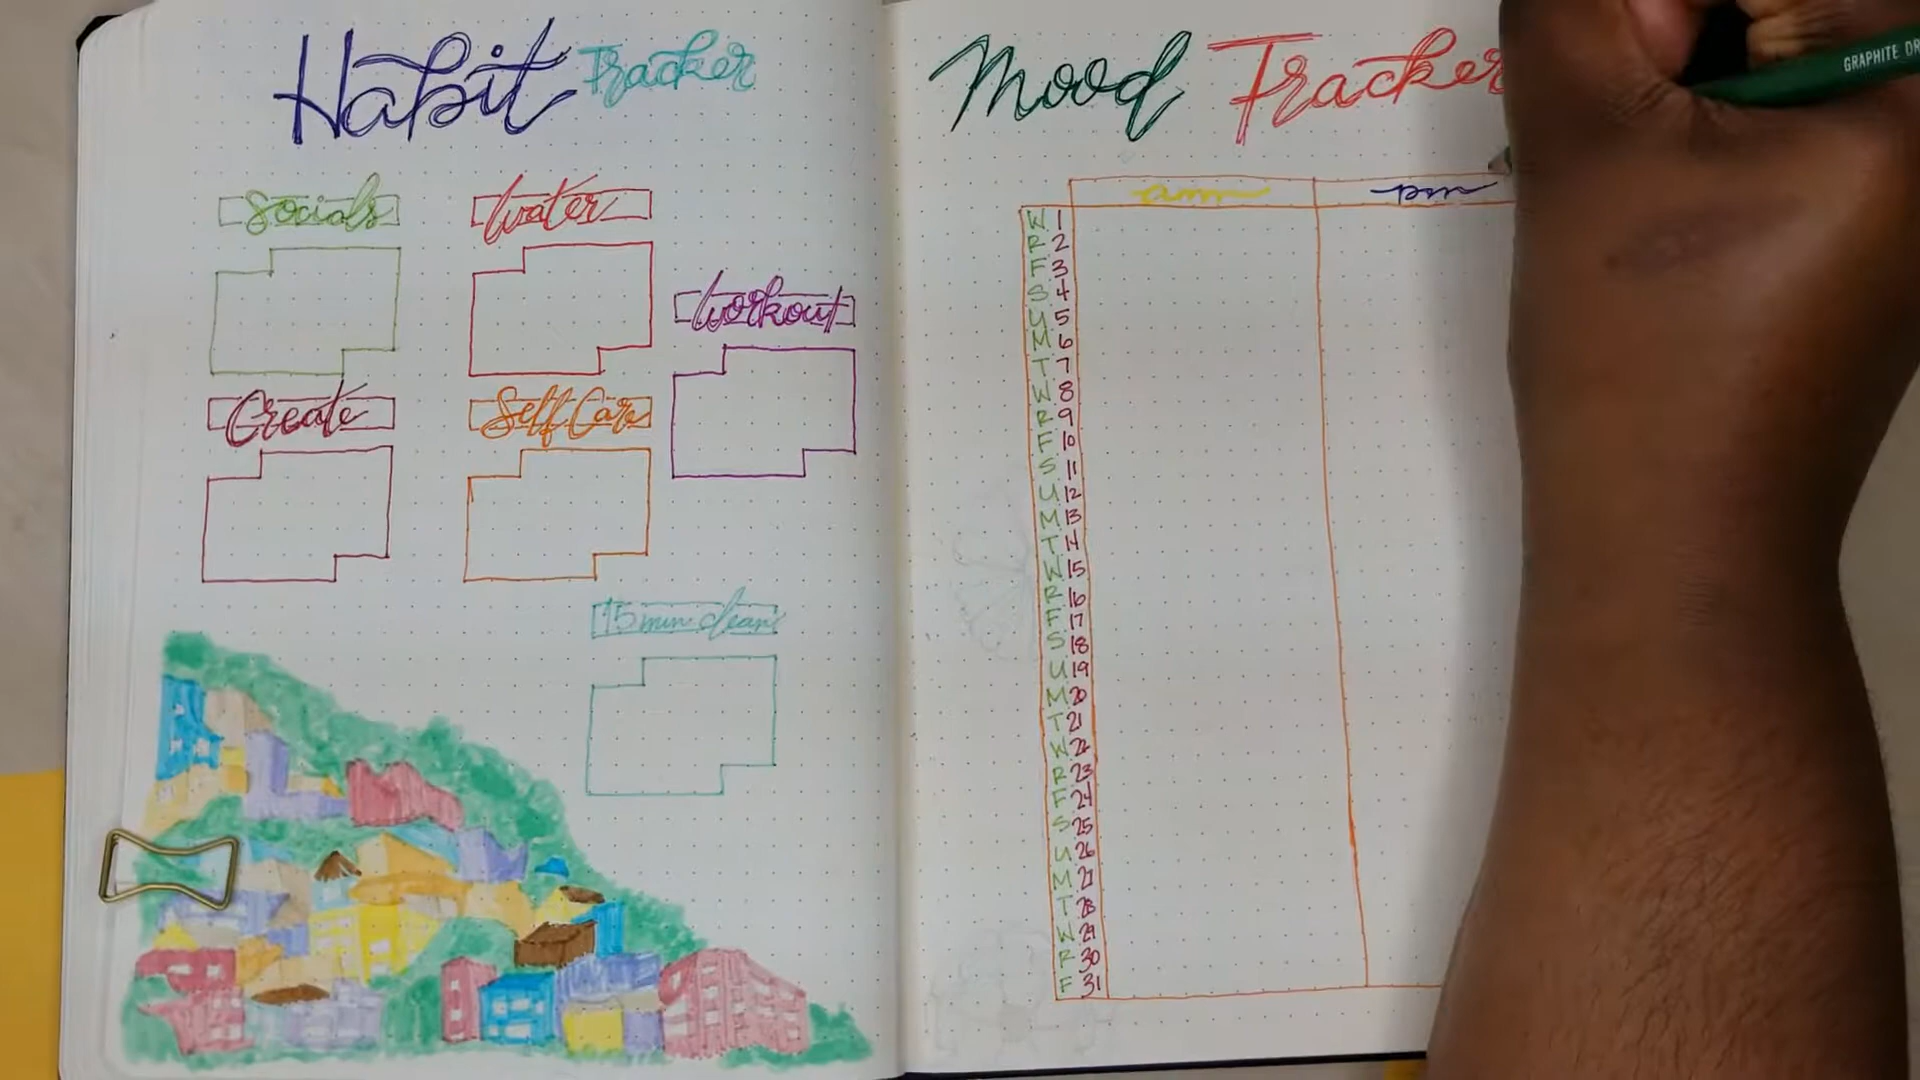 Habit Tracker
Socials
Water
Workout
Create
Self Care
15 min clean
Mood Tracker
am pm
W 1
R 2
F 3
S 4
U 5
M 6
T 7
W 8
R 9
F 10
S 11
U 12
M 13
T 14
W 15
R 16
F 17
S 18
U 19
M 20
T 21
W 22
R 23
F 24
S 25
U 26
M 27
T 28
W 29
R 30
F 31
GRAPHITE